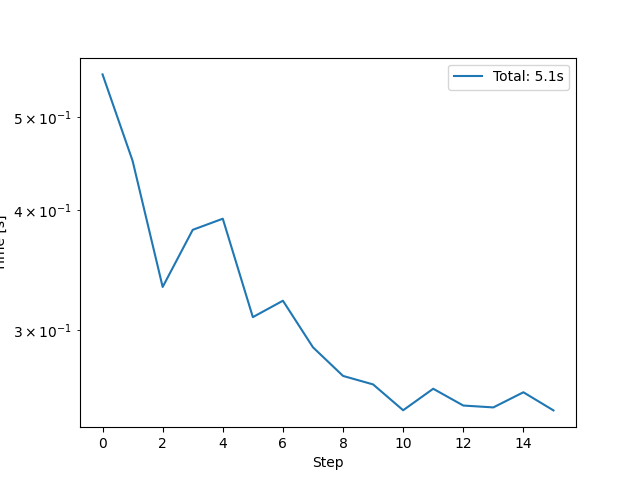 Total: 5.1s
5 × 10⁻¹
4 × 10⁻¹
3 × 10⁻¹
Time [s]
0 2 4 6 8 10 12 14
Step